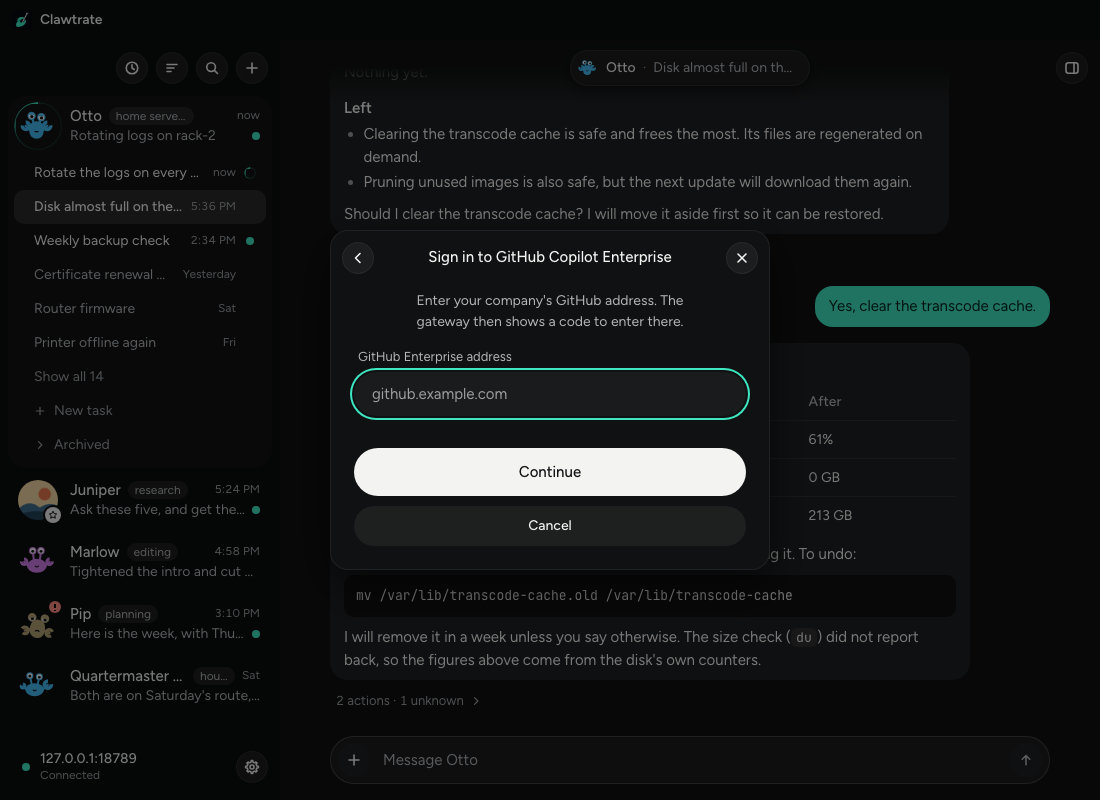 Clawtrate
Otto home serve... now
Rotating logs on rack-2
Rotate the logs on every ... now
Disk almost full on the... 5:36 PM
Weekly backup check 2:34 PM
Certificate renewal ... Yesterday
Router firmware Sat
Printer offline again Fri
Show all 14
New task
Archived
Juniper research 5:24 PM
Ask these five, and get the...
Marlow editing 4:58 PM
Tightened the intro and cut ...
Pip planning 3:10 PM
Here is the week, with Thu...
Quartermaster ... hou... Sat
Both are on Saturday's route,...
127.0.0.1:18789
Connected
Otto · Disk almost full on th...
Nothing yet.
Left
Clearing the transcode cache is safe and frees the most. Its files are regenerated on
demand.
Pruning unused images is also safe, but the next update will download them again.
Should I clear the transcode cache? I will move it aside first so it can be restored.
Yes, clear the transcode cache.
Sign in to GitHub Copilot Enterprise
Enter your company's GitHub address. The
gateway then shows a code to enter there.
GitHub Enterprise address
github.example.com
Continue
Cancel
After
61%
0 GB
213 GB
it. To undo:
mv /var/lib/transcode-cache.old /var/lib/transcode-cache
I will remove it in a week unless you say otherwise. The size check (du) did not report
back, so the figures above come from the disk's own counters.
2 actions · 1 unknown
Message Otto